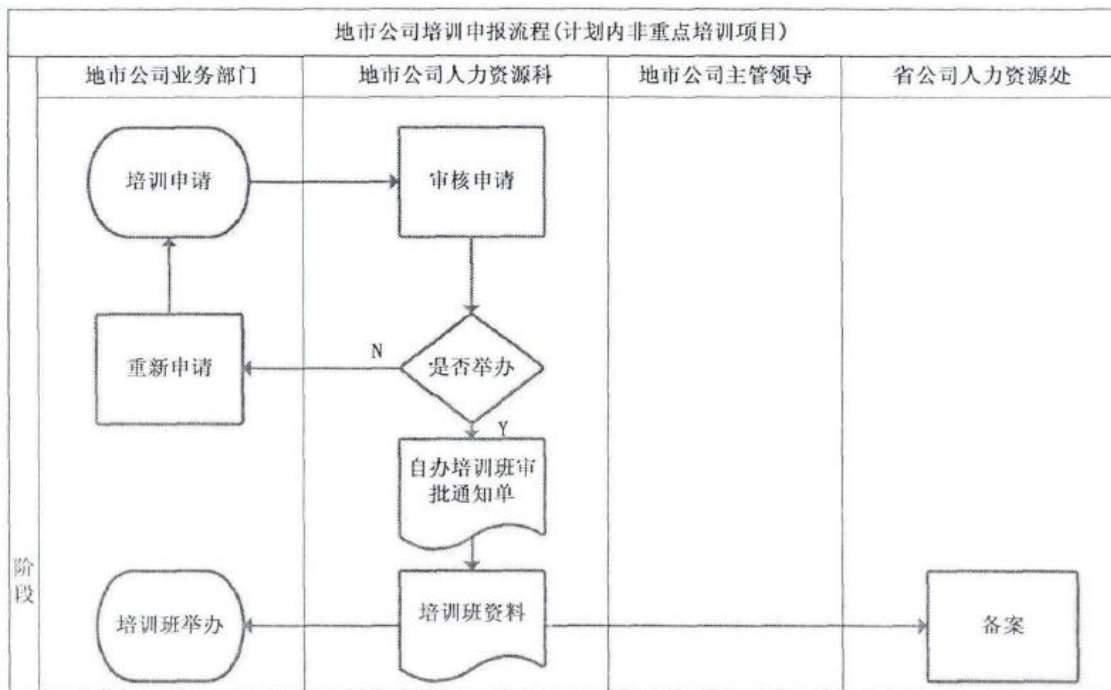 地市公司培训申报流程(计划内非重点培训项目)
地市公司业务部门
地市公司人力资源科
地市公司主管领导
省公司人力资源处
培训申请
审核申请
重新申请
N
是否举办
Y
自办培训班审
批通知单
阶
段
培训班举办
培训班资料
备案